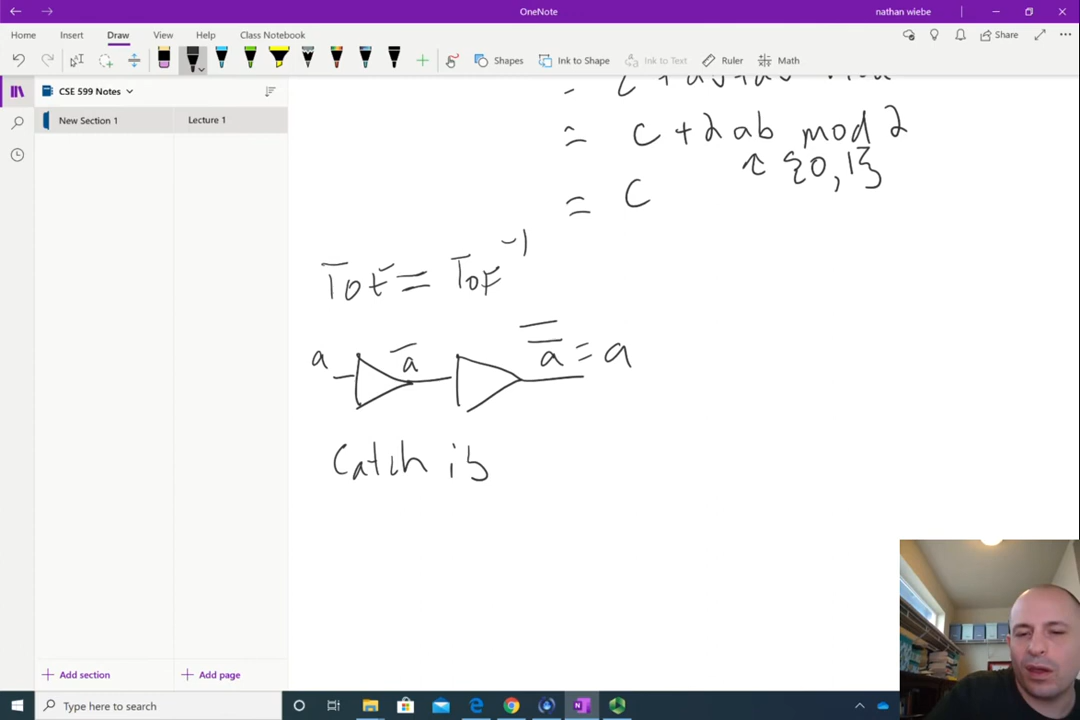 OneNote
nathan wiebe
Home Insert Draw View Help Class Notebook
Share
Shapes Ink to Shape Ink to Text Ruler Math
CSE 599 Notes
New Section 1
Lecture 1
= c + 2ab mod 2
↑ {0,1}
= c
TOF = TOF⁻¹
a a̅ a̿ = a
Catch is
Add section
Add page
Type here to search